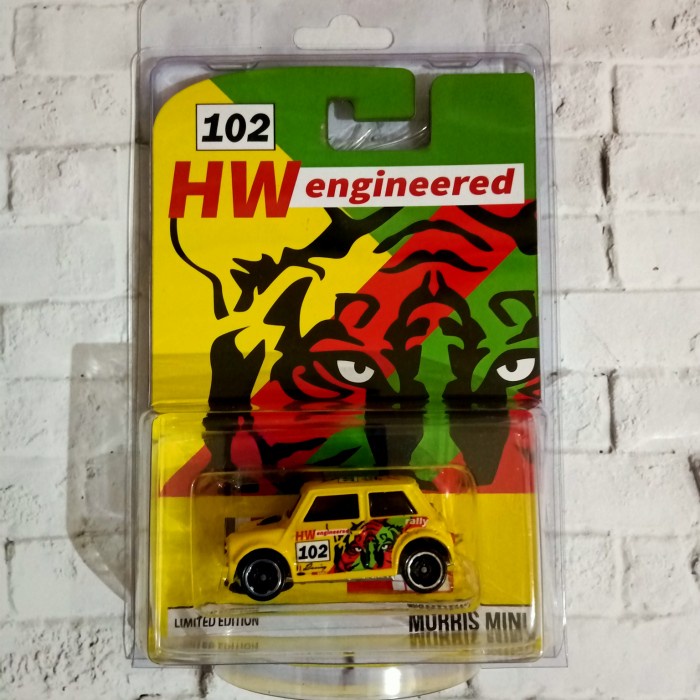 102
HW engineered
HW engineered
rally
102
LIMITED EDITION
MORRIS MINI